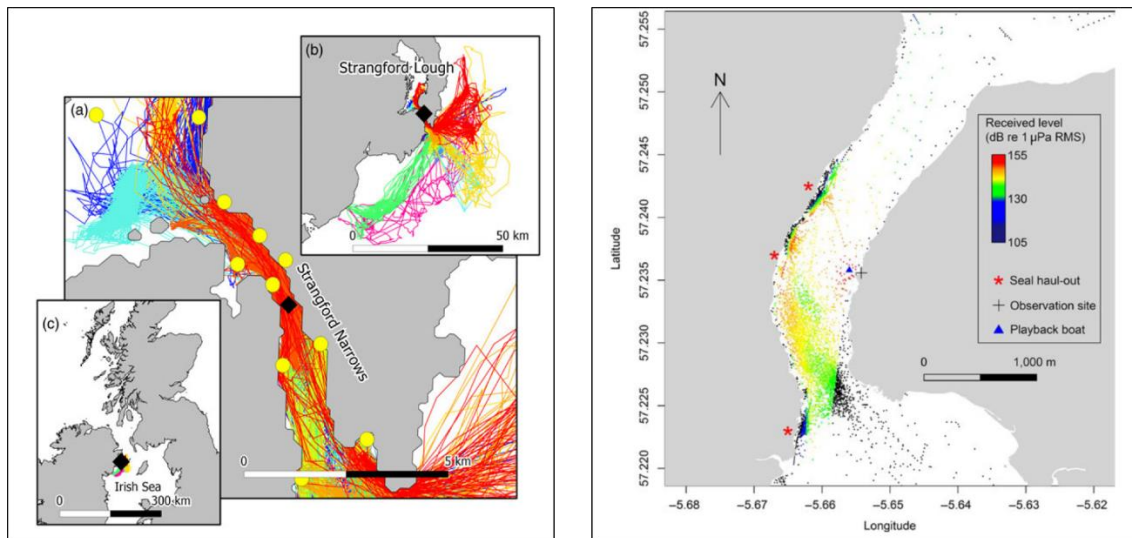 (a)
(b)
Strangford Lough
0 50 km
Strangford Narrows
0 5 km
(c)
Irish Sea
0 300 km
57.255
57.250
57.245
57.240
57.235
57.230
57.225
57.220
Latitude
N
Received level
(dB re 1 µPa RMS)
155
130
105
Seal haul-out
Observation site
Playback boat
0 1,000 m
−5.68 −5.67 −5.66 −5.65 −5.64 −5.63 −5.62
Longitude